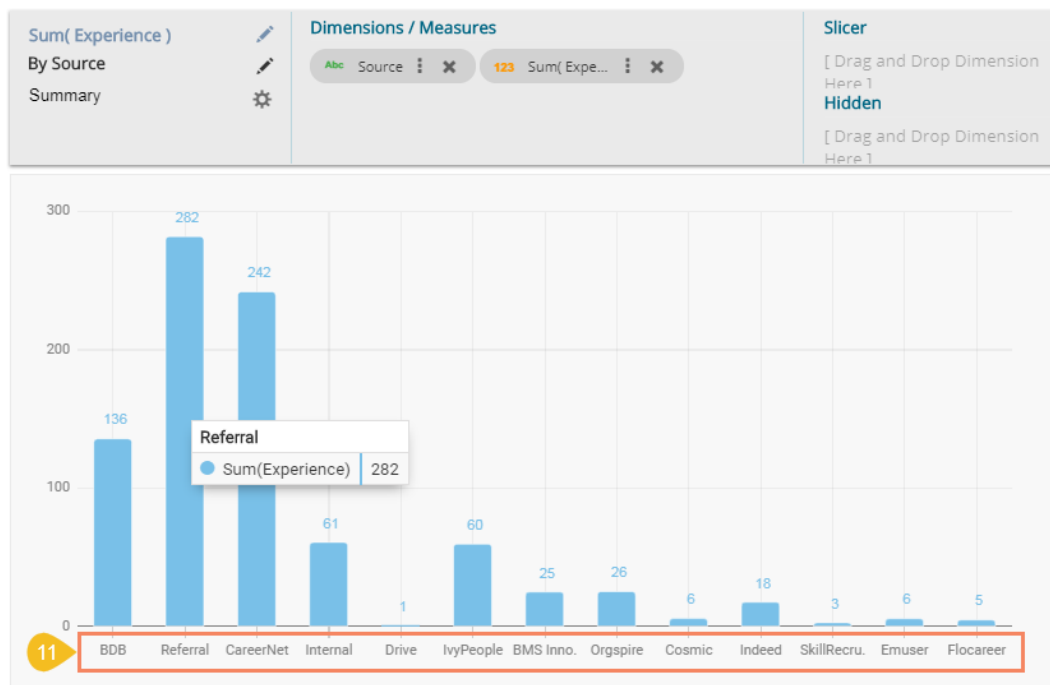 Sum( Experience )
By Source
Summary
Dimensions / Measures
Abc Source
123 Sum( Expe...
Slicer
[ Drag and Drop Dimension
Here ]
Hidden
[ Drag and Drop Dimension
Here ]
300
200
100
0
136
282
242
61
1
60
25
26
6
18
3
6
5
Referral
Sum(Experience) 282
11
BDB Referral CareerNet Internal Drive IvyPeople BMS Inno. Orgspire Cosmic Indeed SkillRecru. Emuser Flocareer